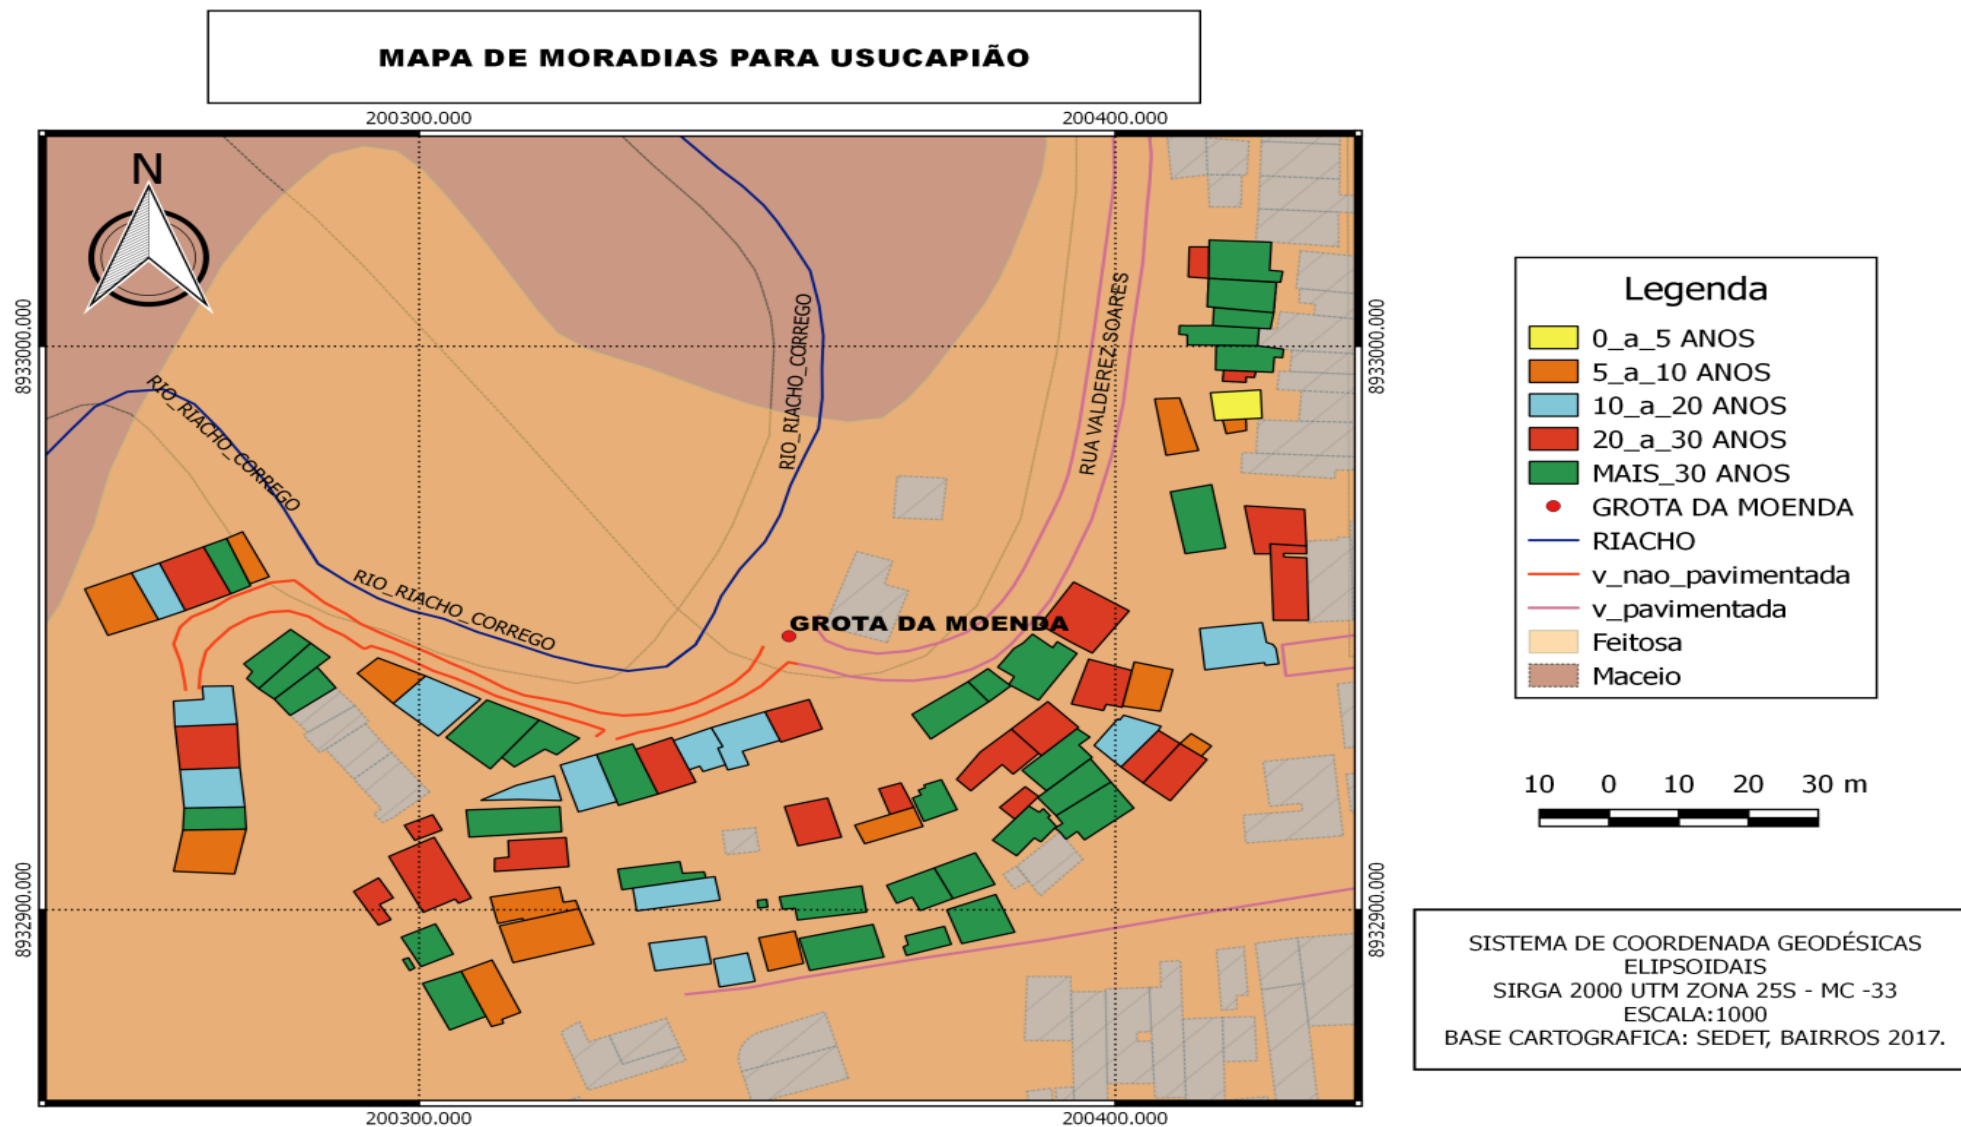 MAPA DE MORADIAS PARA USUCAPIÃO
200300.000
200400.000
N
8933000.000
8933000.000
RIO_RIACHO_CORREGO
RUA VALDEREZ SOARES
RIO_RIACHO_CORREGO
RIO_RIACHO_CORREGO
GROTA DA MOENDA
8932900.000
8932900.000
200300.000
200400.000
Legenda
0_a_5 ANOS
5_a_10 ANOS
10_a_20 ANOS
20_a_30 ANOS
MAIS_30 ANOS
GROTA DA MOENDA
RIACHO
v_nao_pavimentada
v_pavimentada
Feitosa
Maceio
10 0 10 20 30 m
SISTEMA DE COORDENADA GEODÉSICAS
ELIPSOIDAIS
SIRGA 2000 UTM ZONA 25S - MC -33
ESCALA:1000
BASE CARTOGRAFICA: SEDET, BAIRROS 2017.